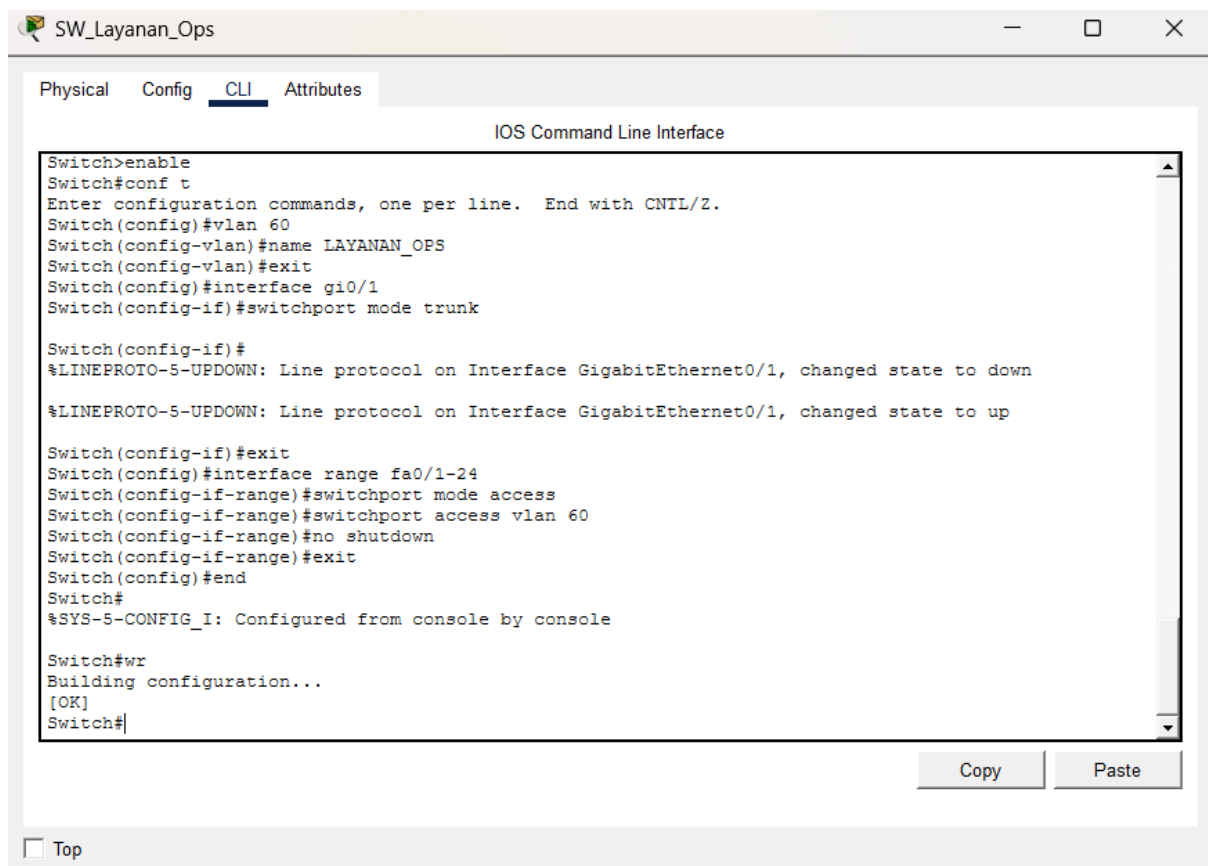 SW_Layanan_Ops
Physical Config CLI Attributes
IOS Command Line Interface
Switch>enable
Switch#conf t
Enter configuration commands, one per line.  End with CNTL/Z.
Switch(config)#vlan 60
Switch(config-vlan)#name LAYANAN_OPS
Switch(config-vlan)#exit
Switch(config)#interface gi0/1
Switch(config-if)#switchport mode trunk
Switch(config-if)#
%LINEPROTO-5-UPDOWN: Line protocol on Interface GigabitEthernet0/1, changed state to down
%LINEPROTO-5-UPDOWN: Line protocol on Interface GigabitEthernet0/1, changed state to up
Switch(config-if)#exit
Switch(config)#interface range fa0/1-24
Switch(config-if-range)#switchport mode access
Switch(config-if-range)#switchport access vlan 60
Switch(config-if-range)#no shutdown
Switch(config-if-range)#exit
Switch(config)#end
Switch#
%SYS-5-CONFIG_I: Configured from console by console
Switch#wr
Building configuration...
[OK]
Switch#
Copy Paste
Top